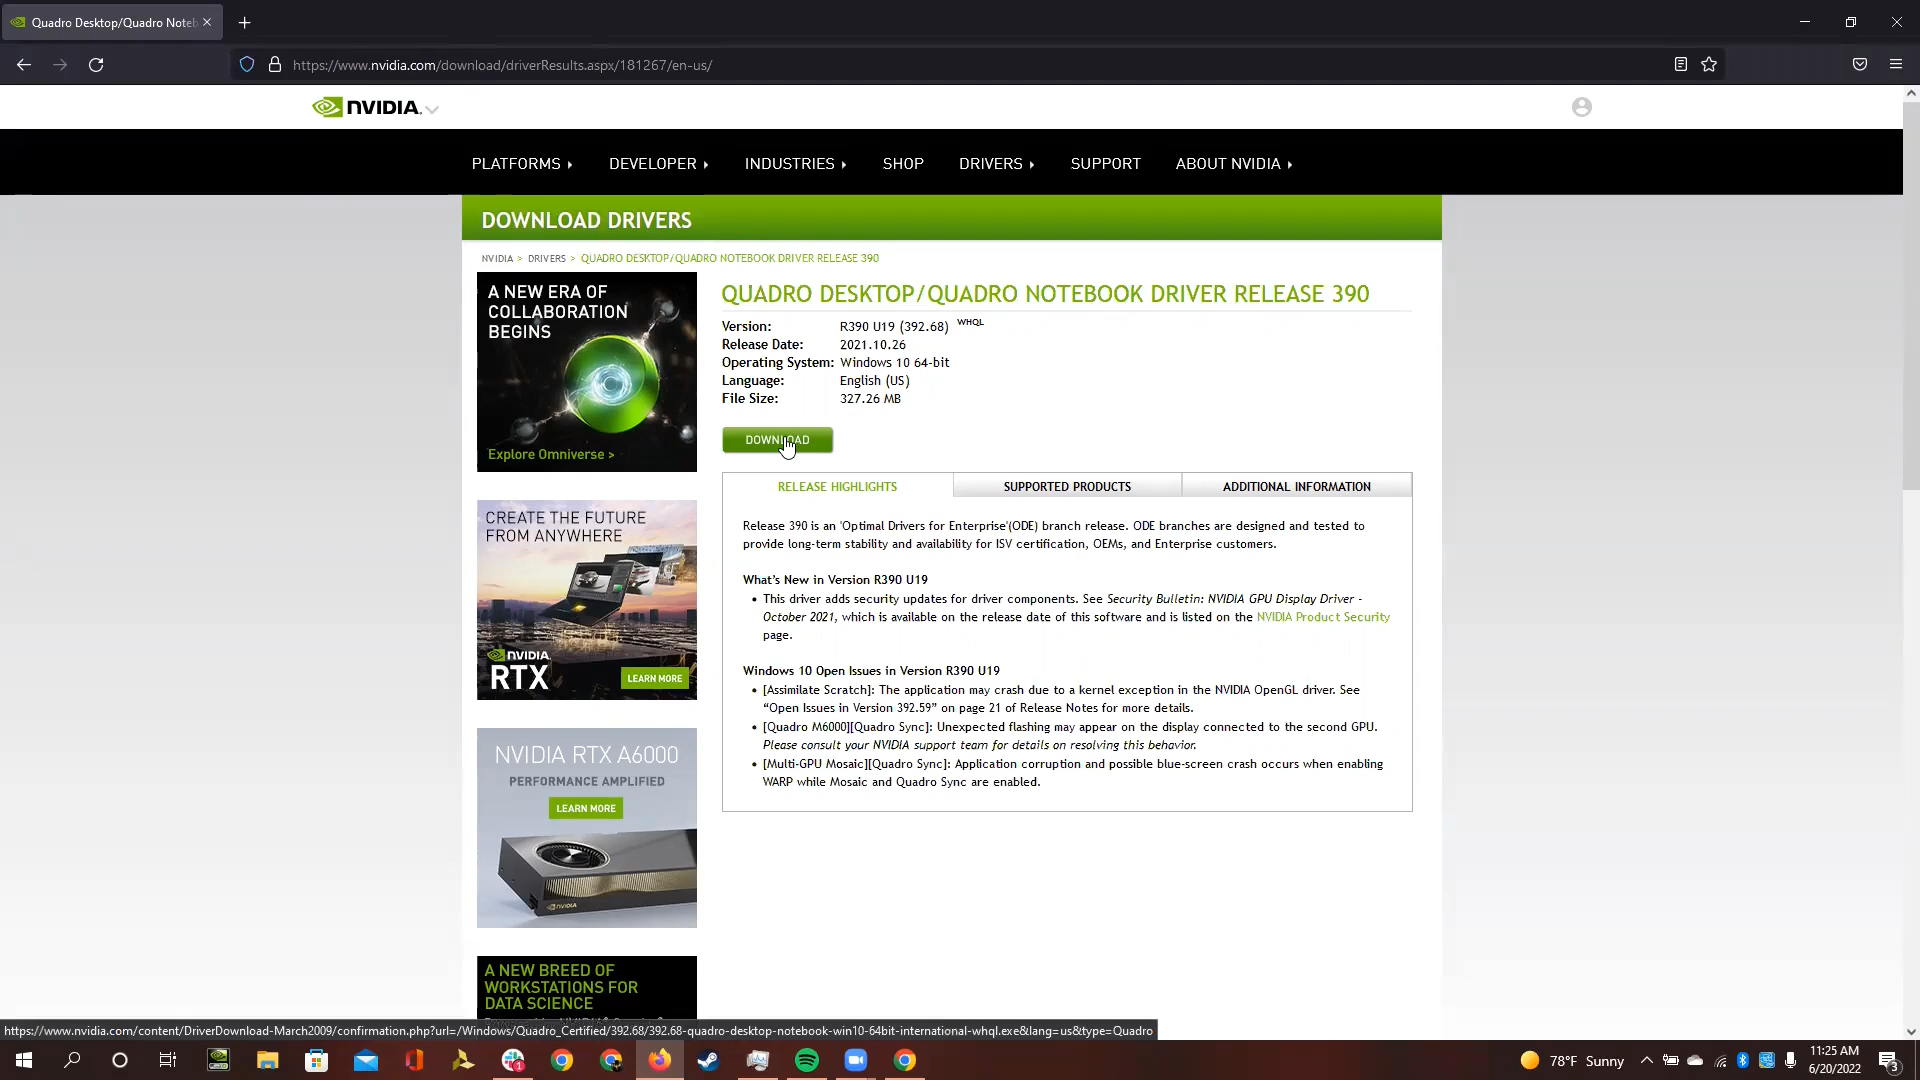 Quadro Desktop/Quadro Noteb
https://www.nvidia.com/download/driverResults.aspx/181267/en-us/
NVIDIA.
PLATFORMS
DEVELOPER
INDUSTRIES
SHOP
DRIVERS
SUPPORT
ABOUT NVIDIA
DOWNLOAD DRIVERS
NVIDIA > DRIVERS > QUADRO DESKTOP/QUADRO NOTEBOOK DRIVER RELEASE 390
A NEW ERA OF
COLLABORATION
BEGINS
Explore Omniverse >
QUADRO DESKTOP/QUADRO NOTEBOOK DRIVER RELEASE 390
Version: R390 U19 (392.68) WHQL
Release Date: 2021.10.26
Operating System: Windows 10 64-bit
Language: English (US)
File Size: 327.26 MB
DOWNLOAD
RELEASE HIGHLIGHTS
SUPPORTED PRODUCTS
ADDITIONAL INFORMATION
Release 390 is an 'Optimal Drivers for Enterprise'(ODE) branch release. ODE branches are designed and tested to
provide long-term stability and availability for ISV certification, OEMs, and Enterprise customers.
What's New in Version R390 U19
• This driver adds security updates for driver components. See Security Bulletin: NVIDIA GPU Display Driver -
October 2021, which is available on the release date of this software and is listed on the NVIDIA Product Security
page.
Windows 10 Open Issues in Version R390 U19
• [Assimilate Scratch]: The application may crash due to a kernel exception in the NVIDIA OpenGL driver. See
“Open Issues in Version 392.59” on page 21 of Release Notes for more details.
• [Quadro M6000][Quadro Sync]: Unexpected flashing may appear on the display connected to the second GPU.
Please consult your NVIDIA support team for details on resolving this behavior.
• [Multi-GPU Mosaic][Quadro Sync]: Application corruption and possible blue-screen crash occurs when enabling
WARP while Mosaic and Quadro Sync are enabled.
CREATE THE FUTURE
FROM ANYWHERE
NVIDIA.
RTX
LEARN MORE
NVIDIA RTX A6000
PERFORMANCE AMPLIFIED
LEARN MORE
NVIDIA
A NEW BREED OF
WORKSTATIONS FOR
DATA SCIENCE
https://www.nvidia.com/content/DriverDownload-March2009/confirmation.php?url=/Windows/Quadro_Certified/392.68/392.68-quadro-desktop-notebook-win10-64bit-international-whql.exe&lang=us&type=Quadro
1
78°F Sunny
11:25 AM
6/20/2022
3